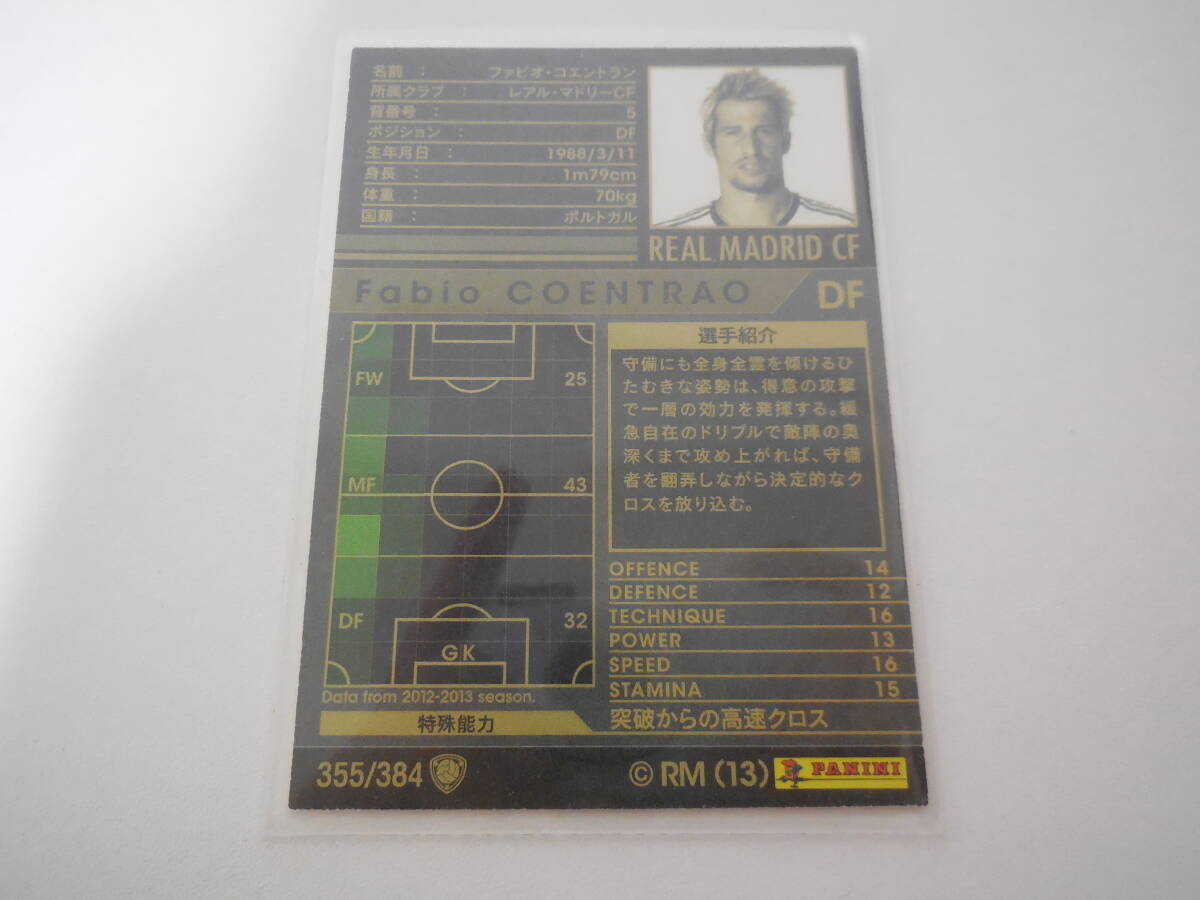 名前 : ファビオ・コエントラン
所属クラブ : レアル・マドリーCF
背番号 : 5
ポジション : DF
生年月日 : 1988/3/11
身長 : 1m79cm
体重 : 70kg
国籍 : ポルトガル
REAL MADRID CF
Fabio COENTRAO DF
FW 25
MF 43
DF 32
GK
Data from 2012-2013 season.
選手紹介
守備にも全身全霊を傾けるひ
たむきな姿勢は、得意の攻撃
で一層の効力を発揮する。緩
急自在のドリブルで敵陣の奥
深くまで攻め上がれば、守備
者を翻弄しながら決定的なク
ロスを放り込む。
OFFENCE 14
DEFENCE 12
TECHNIQUE 16
POWER 13
SPEED 16
STAMINA 15
特殊能力 突破からの高速クロス
355/384
© RM (13) PANINI